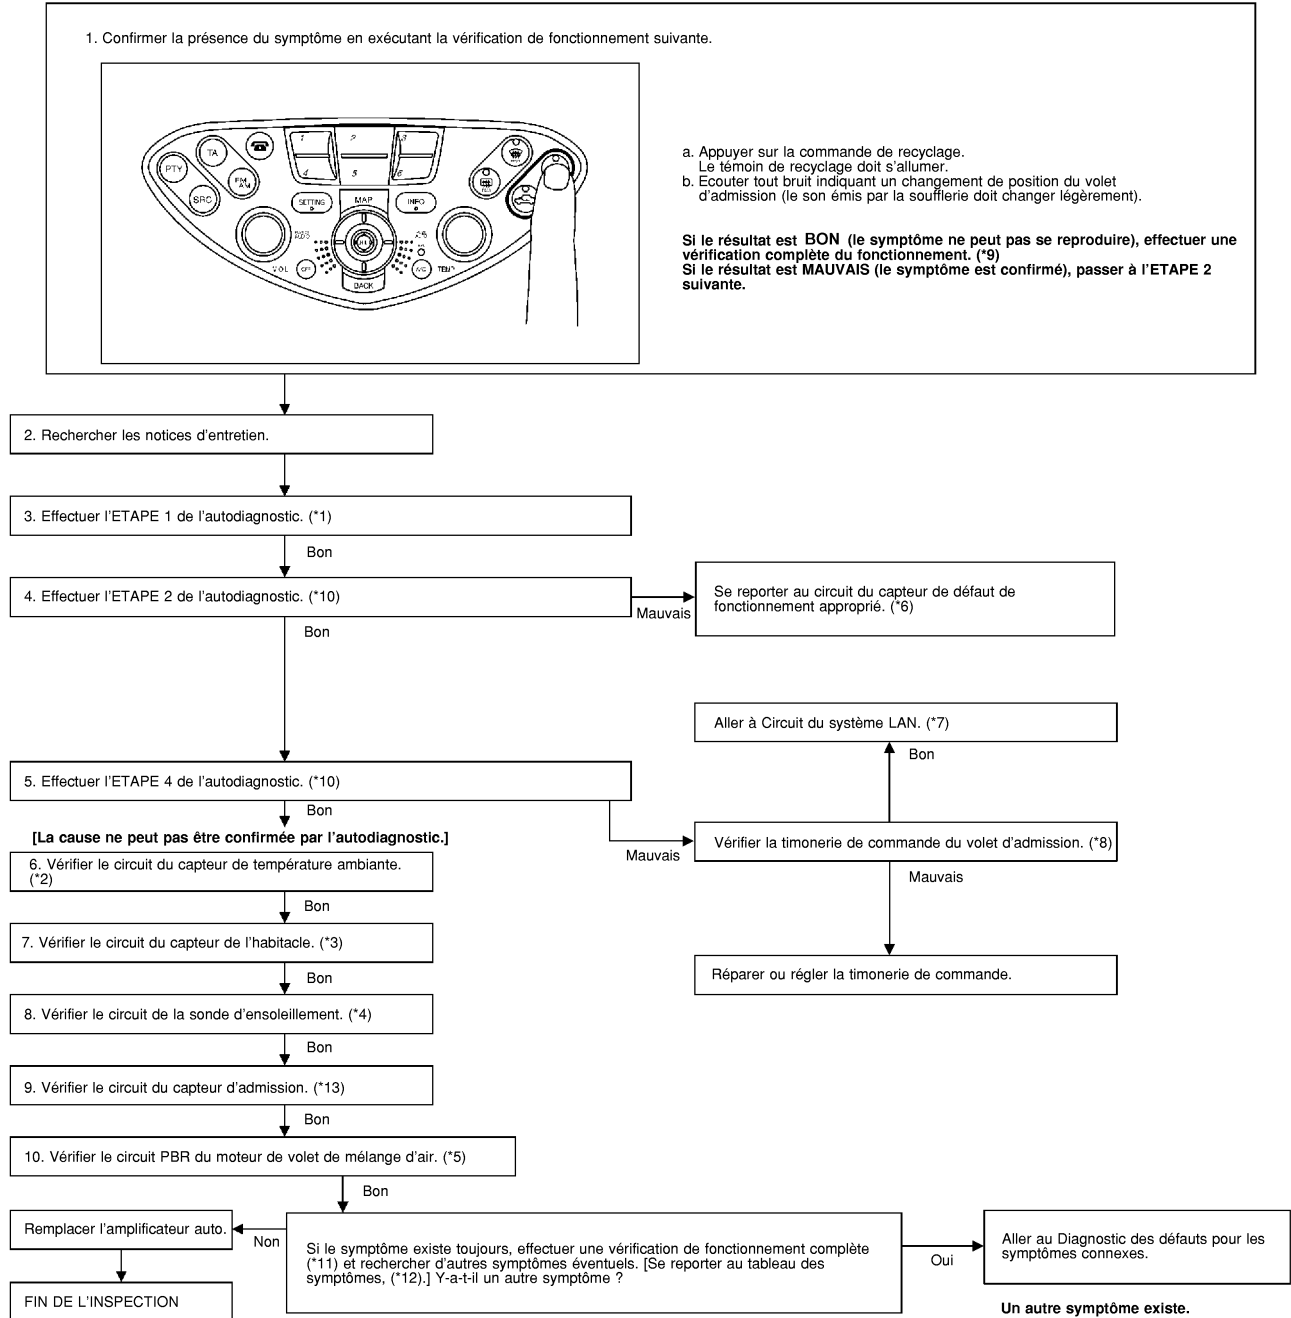 1. Confirmer la présence du symptôme en exécutant la vérification de fonctionnement suivante.
TA
PTY
SRC
FM
AM
1
2
3
4
5
6
SETTING
MAP
INFO
VOL
OFF
BACK
A/C
TEMP
a. Appuyer sur la commande de recyclage.
Le témoin de recyclage doit s'allumer.
b. Ecouter tout bruit indiquant un changement de position du volet
d'admission (le son émis par la soufflerie doit changer légèrement).
Si le résultat est BON (le symptôme ne peut pas se reproduire), effectuer une
vérification complète du fonctionnement. (*9)
Si le résultat est MAUVAIS (le symptôme est confirmé), passer à l'ETAPE 2
suivante.
2. Rechercher les notices d'entretien.
3. Effectuer l'ETAPE 1 de l'autodiagnostic. (*1)
Bon
4. Effectuer l'ETAPE 2 de l'autodiagnostic. (*10)
Mauvais
Se reporter au circuit du capteur de défaut de
fonctionnement approprié. (*6)
Bon
Aller à Circuit du système LAN. (*7)
Bon
5. Effectuer l'ETAPE 4 de l'autodiagnostic. (*10)
Bon
Mauvais
Vérifier la timonerie de commande du volet d'admission. (*8)
Mauvais
Réparer ou régler la timonerie de commande.
[La cause ne peut pas être confirmée par l'autodiagnostic.]
6. Vérifier le circuit du capteur de température ambiante.
(*2)
Bon
7. Vérifier le circuit du capteur de l'habitacle. (*3)
Bon
8. Vérifier le circuit de la sonde d'ensoleillement. (*4)
Bon
9. Vérifier le circuit du capteur d'admission. (*13)
Bon
10. Vérifier le circuit PBR du moteur de volet de mélange d'air. (*5)
Bon
Remplacer l'amplificateur auto.
Non
Si le symptôme existe toujours, effectuer une vérification de fonctionnement complète
(*11) et rechercher d'autres symptômes éventuels. [Se reporter au tableau des
symptômes, (*12).] Y-a-t-il un autre symptôme ?
Oui
Aller au Diagnostic des défauts pour les
symptômes connexes.
FIN DE L'INSPECTION
Un autre symptôme existe.